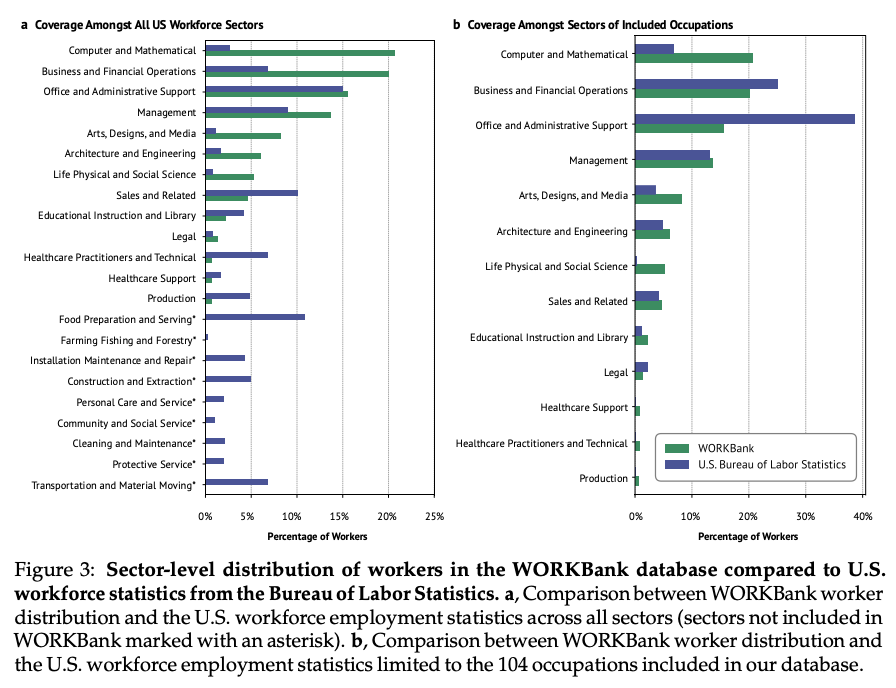 a Coverage Amongst All US Workforce Sectors
Computer and Mathematical
Business and Financial Operations
Office and Administrative Support
Management
Arts, Designs, and Media
Architecture and Engineering
Life Physical and Social Science
Sales and Related
Educational Instruction and Library
Legal
Healthcare Practitioners and Technical
Healthcare Support
Production
Food Preparation and Serving*
Farming Fishing and Forestry*
Installation Maintenance and Repair*
Construction and Extraction*
Personal Care and Service*
Community and Social Service*
Cleaning and Maintenance*
Protective Service*
Transportation and Material Moving*
0% 5% 10% 15% 20% 25%
Percentage of Workers
b Coverage Amongst Sectors of Included Occupations
Computer and Mathematical
Business and Financial Operations
Office and Administrative Support
Management
Arts, Designs, and Media
Architecture and Engineering
Life Physical and Social Science
Sales and Related
Educational Instruction and Library
Legal
Healthcare Support
Healthcare Practitioners and Technical
Production
WORKBank
U.S. Bureau of Labor Statistics
0% 10% 20% 30% 40%
Percentage of Workers
Figure 3: Sector-level distribution of workers in the WORKBank database compared to U.S.
workforce statistics from the Bureau of Labor Statistics. a, Comparison between WORKBank worker
distribution and the U.S. workforce employment statistics across all sectors (sectors not included in
WORKBank marked with an asterisk). b, Comparison between WORKBank worker distribution and
the U.S. workforce employment statistics limited to the 104 occupations included in our database.